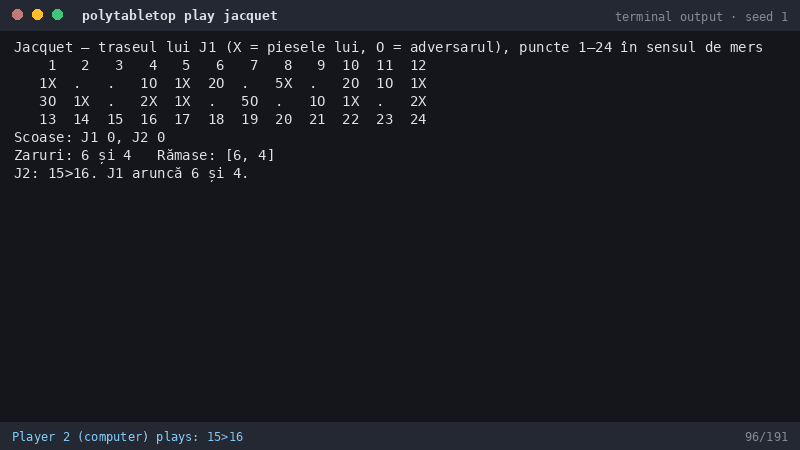 polytabletop play jacquet
terminal output · seed 1
Jacquet — traseul lui J1 (X = piesele lui, O = adversarul), puncte 1–24 în sensul de mers
1 2 3 4 5 6 7 8 9 10 11 12
1X . . 1O 1X 2O . 5X . 2O 1O 1X
3O 1X . 2X 1X . 5O . 1O 1X . 2X
13 14 15 16 17 18 19 20 21 22 23 24
Scoase: J1 0, J2 0
Zaruri: 6 și 4 Rămase: [6, 4]
J2: 15>16. J1 aruncă 6 și 4.
Player 2 (computer) plays: 15>16
96/191